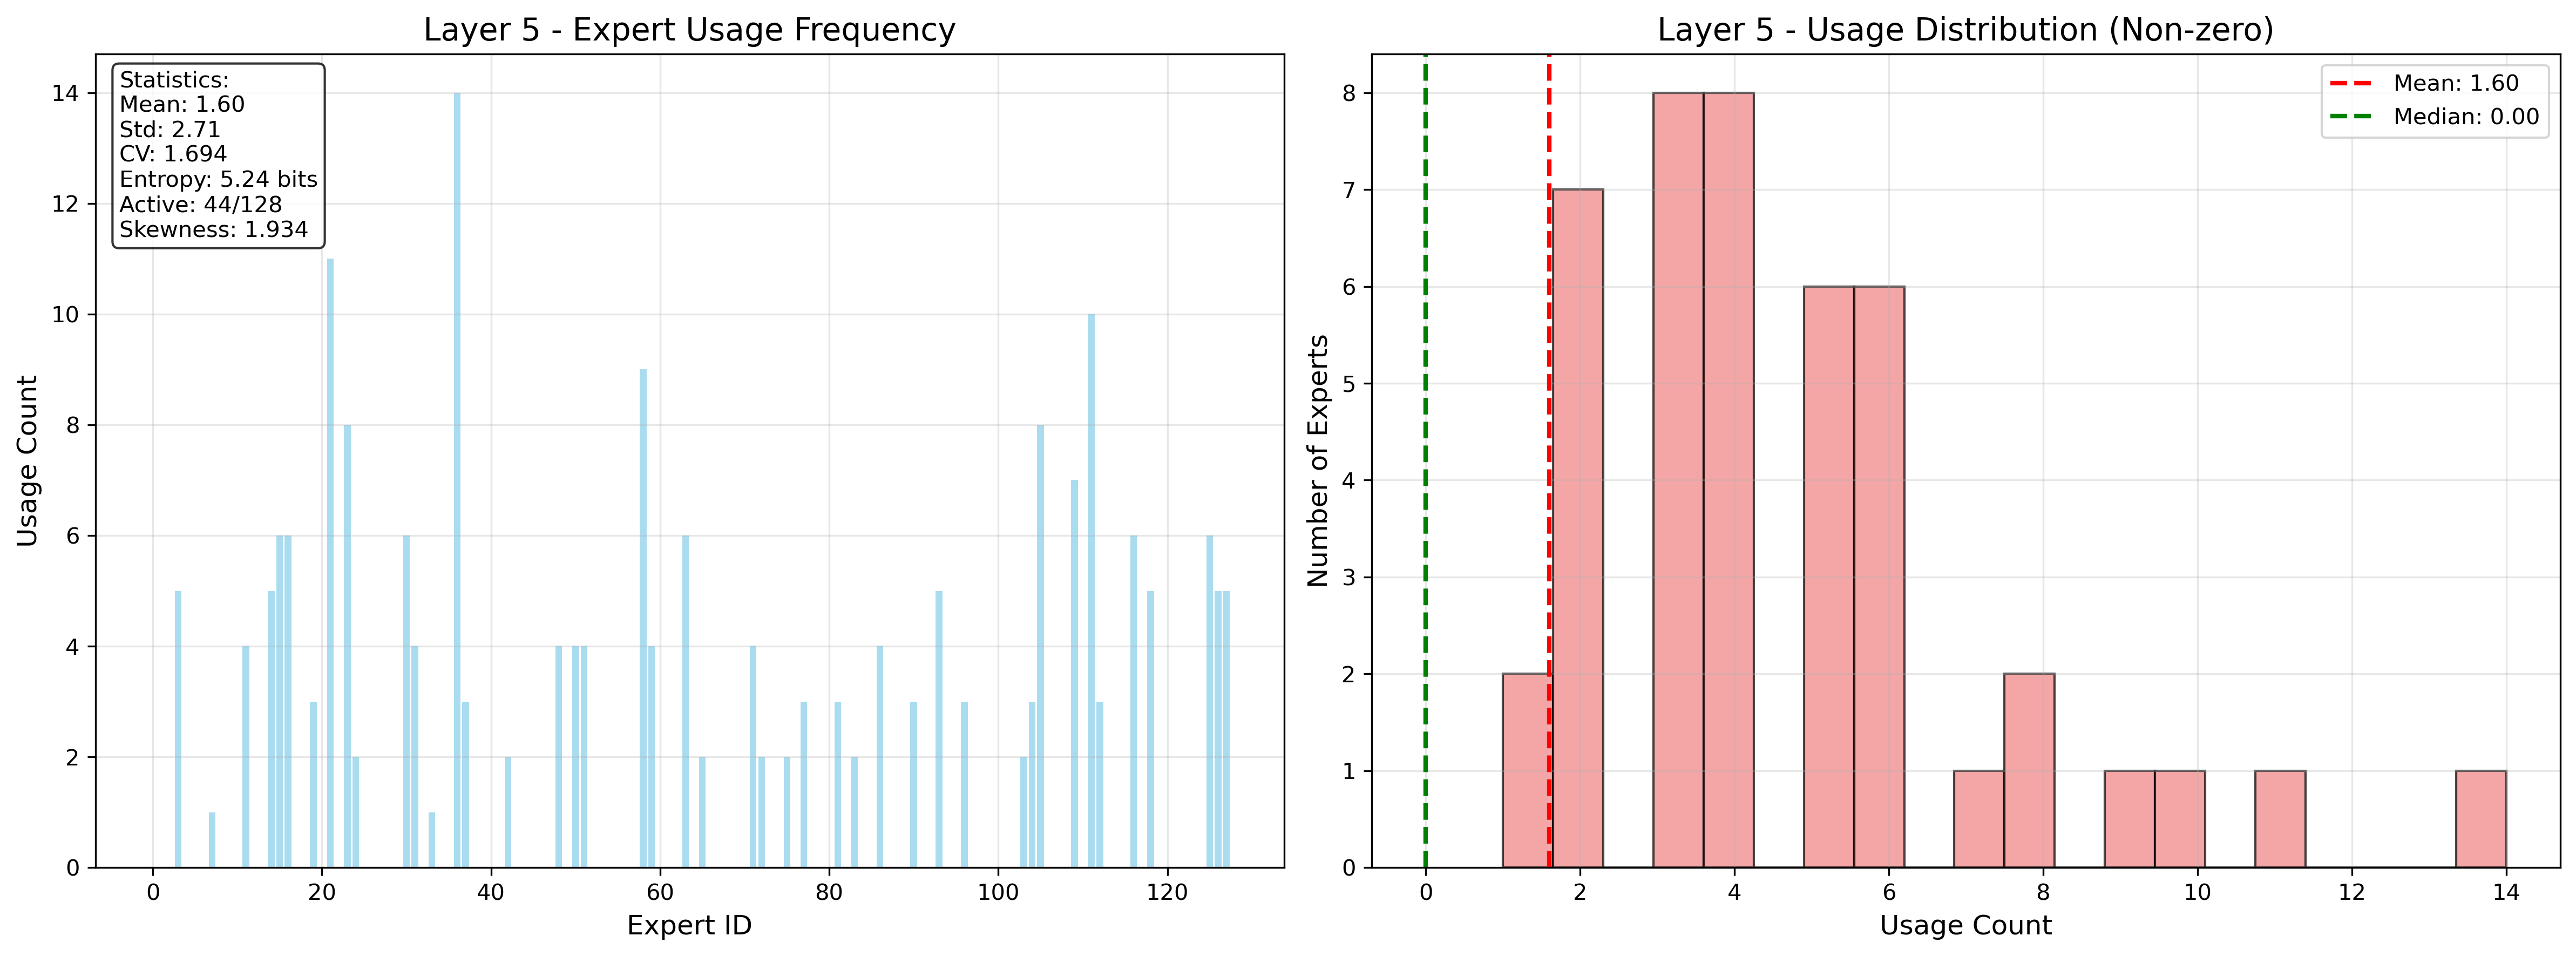 Layer 5 - Expert Usage Frequency
Statistics:
Mean: 1.60
Std: 2.71
CV: 1.694
Entropy: 5.24 bits
Active: 44/128
Skewness: 1.934
Usage Count
14
12
10
8
6
4
2
0
0 20 40 60 80 100 120
Expert ID
Layer 5 - Usage Distribution (Non-zero)
Mean: 1.60
Median: 0.00
Number of Experts
8
7
6
5
4
3
2
1
0
0 2 4 6 8 10 12 14
Usage Count